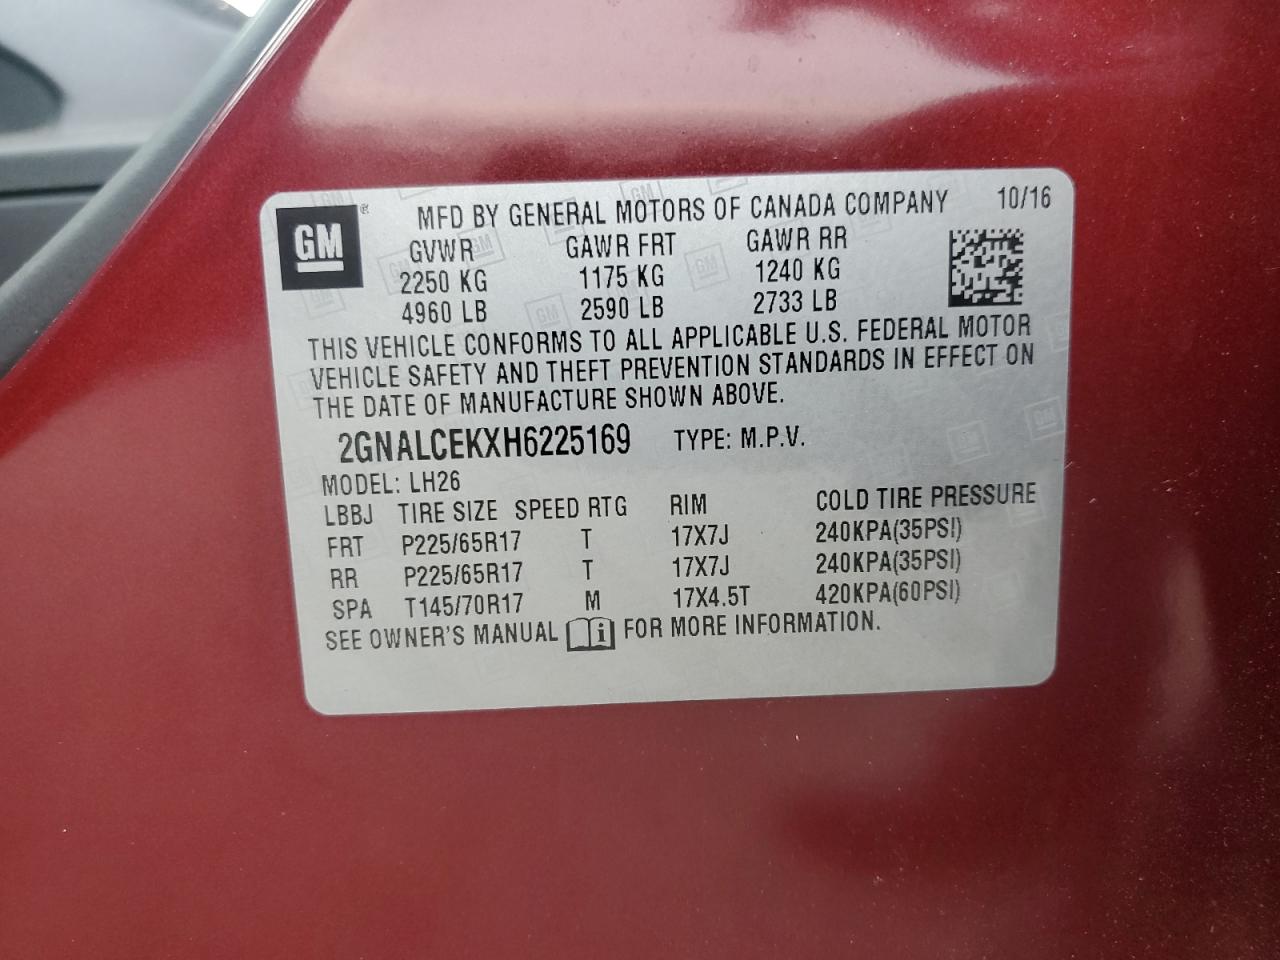 GM®
MFD BY GENERAL MOTORS OF CANADA COMPANY 10/16
GVWR GAWR FRT GAWR RR
2250 KG 1175 KG 1240 KG
4960 LB 2590 LB 2733 LB
THIS VEHICLE CONFORMS TO ALL APPLICABLE U.S. FEDERAL MOTOR
VEHICLE SAFETY AND THEFT PREVENTION STANDARDS IN EFFECT ON
THE DATE OF MANUFACTURE SHOWN ABOVE.
2GNALCEKXH6225169 TYPE: M.P.V.
MODEL: LH26
LBBJ TIRE SIZE SPEED RTG RIM COLD TIRE PRESSURE
FRT P225/65R17 T 17X7J 240KPA(35PSI)
RR P225/65R17 T 17X7J 240KPA(35PSI)
SPA T145/70R17 M 17X4.5T 420KPA(60PSI)
SEE OWNER'S MANUAL i FOR MORE INFORMATION.